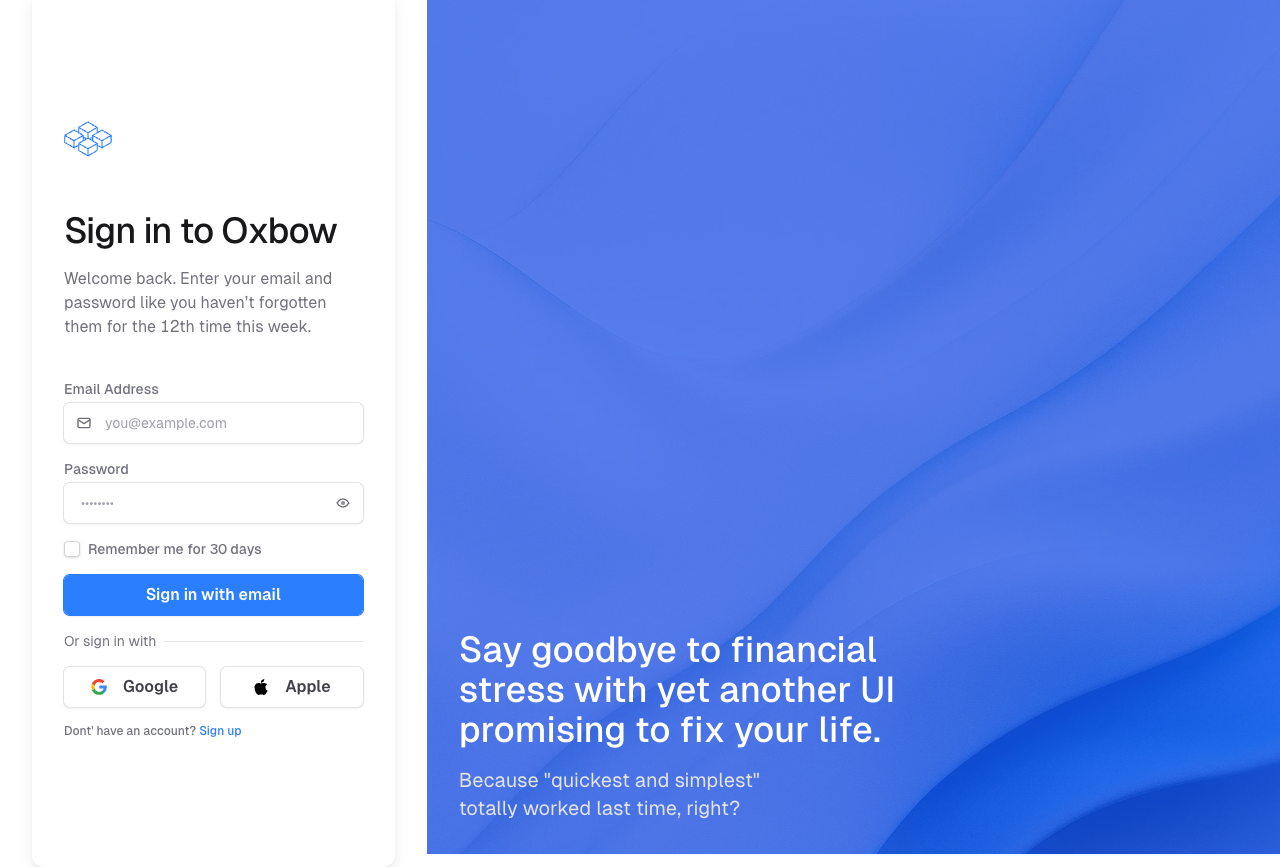 Sign in to Oxbow
Welcome back. Enter your email and
password like you haven’t forgotten
them for the 12th time this week.
Email Address
you@example.com
Password
••••••••
Remember me for 30 days
Sign in with email
Or sign in with
Google
Apple
Dont' have an account? Sign up
Say goodbye to financial
stress with yet another UI
promising to fix your life.
Because "quickest and simplest"
totally worked last time, right?